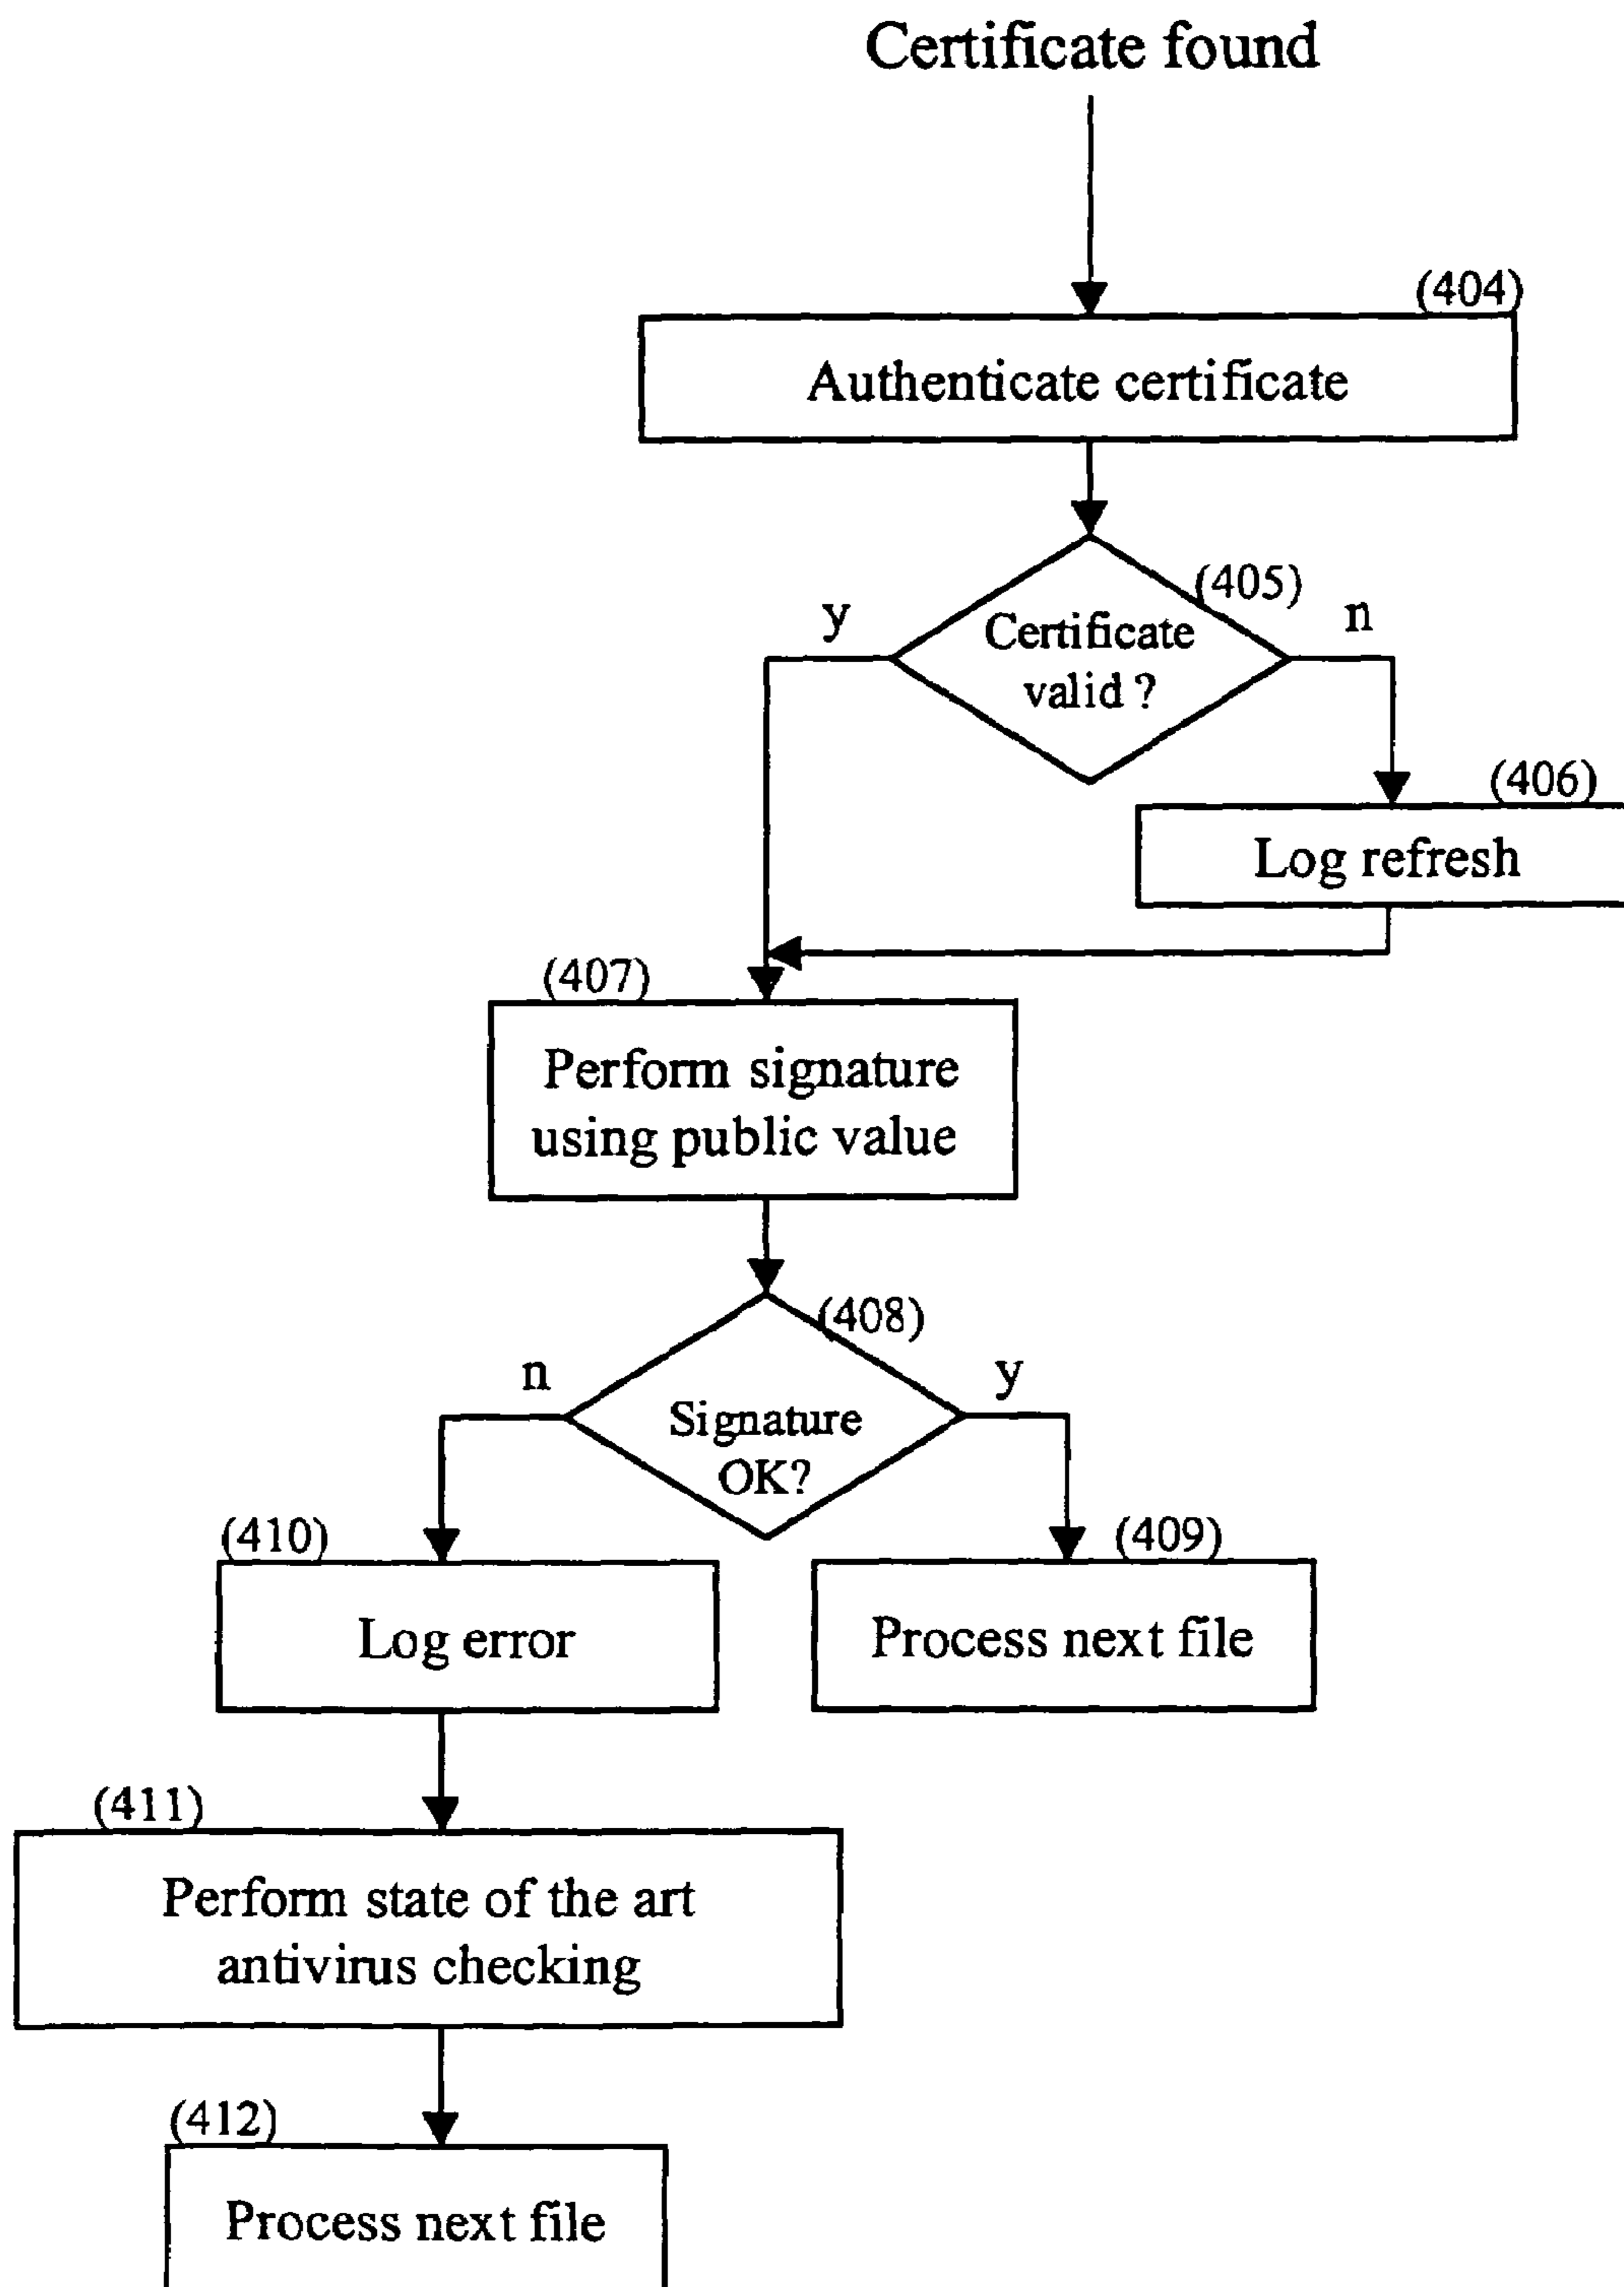 Certificate found
(404)
Authenticate certificate
(405)
y
n
Certificate
valid ?
(406)
Log refresh
(407)
Perform signature
using public value
(408)
n
y
Signature
OK?
(410)
(409)
Log error
Process next file
(411)
Perform state of the art
antivirus checking
(412)
Process next file